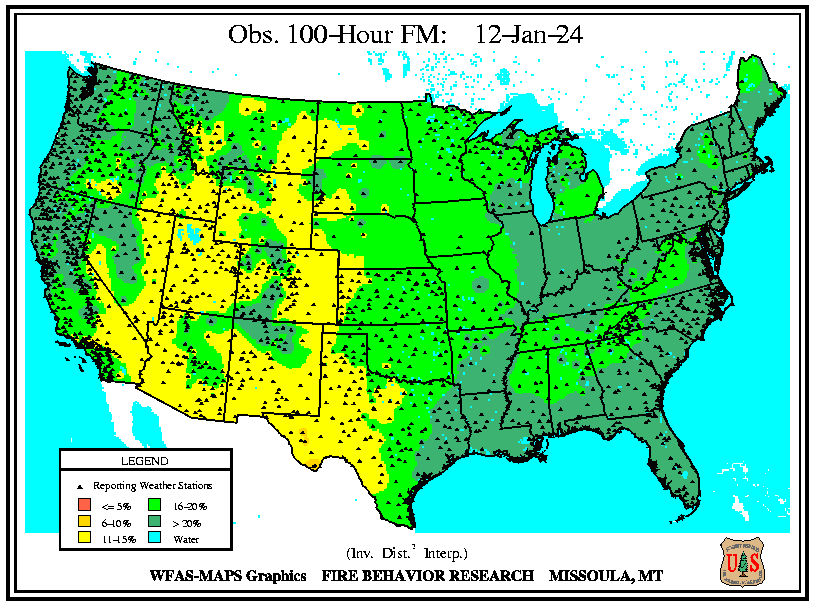 Obs. 100-Hour FM: 12-Jan-24
LEGEND
Reporting Weather Stations
<= 5% 16-20%
6-10% > 20%
11-15% Water
(Inv. Dist.² Interp.)
WFAS-MAPS Graphics FIRE BEHAVIOR RESEARCH MISSOULA, MT
U S